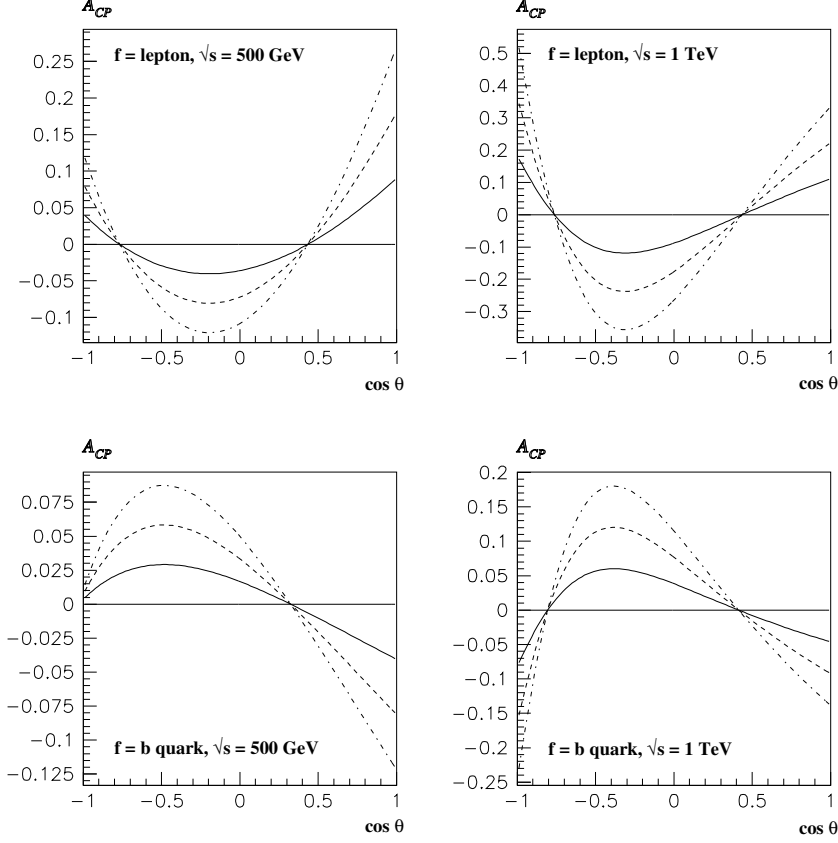 A_CP
f = lepton, √s = 500 GeV
0.25
0.2
0.15
0.1
0.05
0
−0.05
−0.1
−1 −0.5 0 0.5 1
cos θ
A_CP
f = lepton, √s = 1 TeV
0.5
0.4
0.3
0.2
0.1
0
−0.1
−0.2
−0.3
−1 −0.5 0 0.5 1
cos θ
A_CP
0.075
0.05
0.025
0
−0.025
−0.05
−0.075
−0.1
−0.125
f = b quark, √s = 500 GeV
−1 −0.5 0 0.5 1
cos θ
A_CP
0.2
0.15
0.1
0.05
0
−0.05
−0.1
−0.15
−0.2
−0.25
f = b quark, √s = 1 TeV
−1 −0.5 0 0.5 1
cos θ